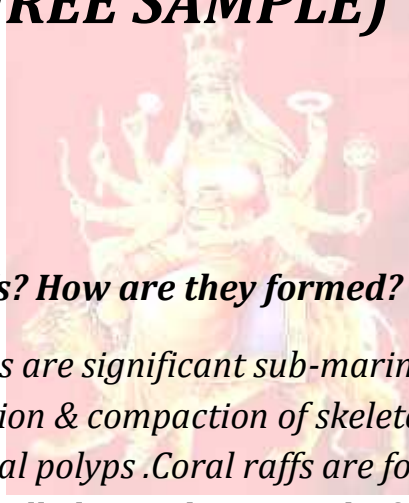 REE SAMPLE)
s? How are they formed?
s are significant sub-marin
ion & compaction of skelet
al polyps .Coral raffs are fo